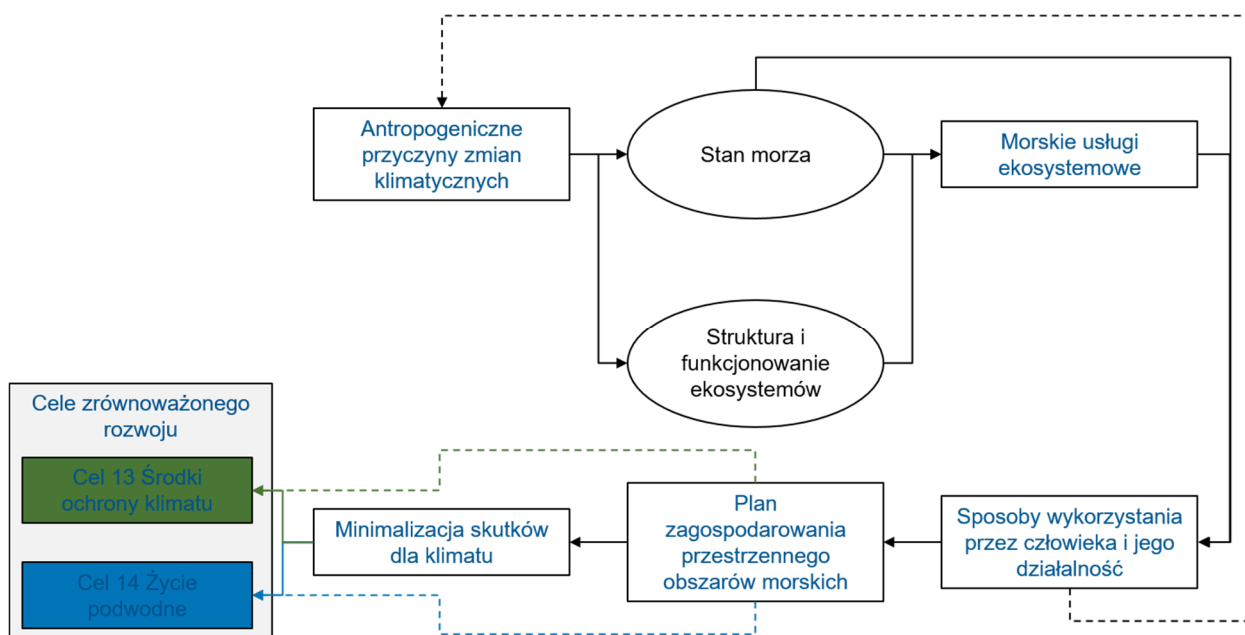 Antropogeniczne
przyczyny zmian
klimatycznych
Stan morza
Morskie usługi
ekosystemowe
Struktura i
funkcjonowanie
ekosystemów
Cele zrównoważonego
rozwoju
Cel 13 Środki
ochrony klimatu
Cel 14 Życie
podwodne
Minimalizacja skutków
dla klimatu
Plan
zagospodarowania
przestrzennego
obszarów morskich
Sposoby wykorzystania
przez człowieka i jego
działalność